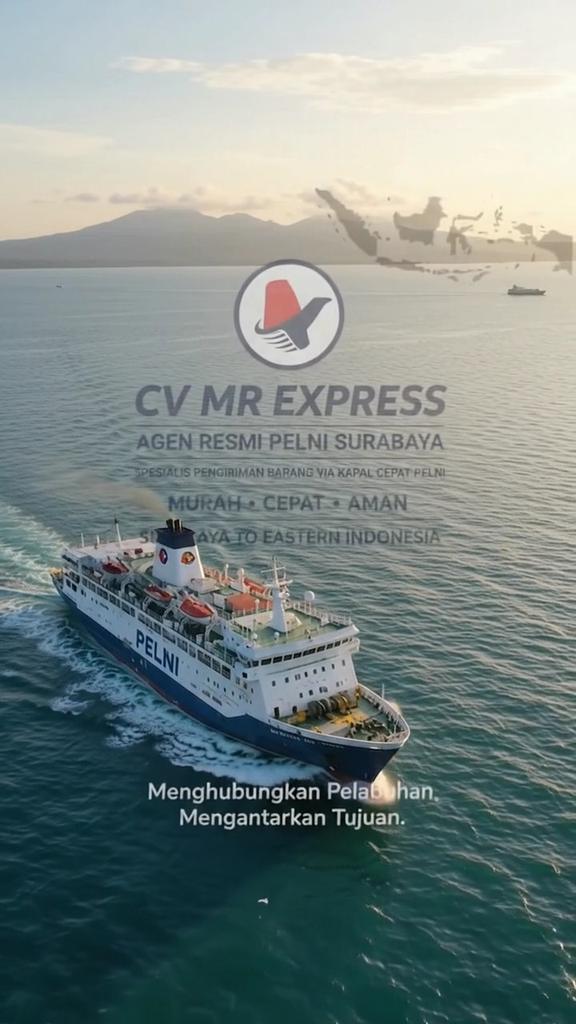 CV MR EXPRESS
AGEN RESMI PELNI SURABAYA
SPESIALIS PENGIRIMAN BARANG VIA KAPAL CEPAT PELNI
MURAH • CEPAT • AMAN
TO EASTERN INDONESIA
PELNI
Menghubungkan Pelabuhan,
Mengantarkan Tujuan.